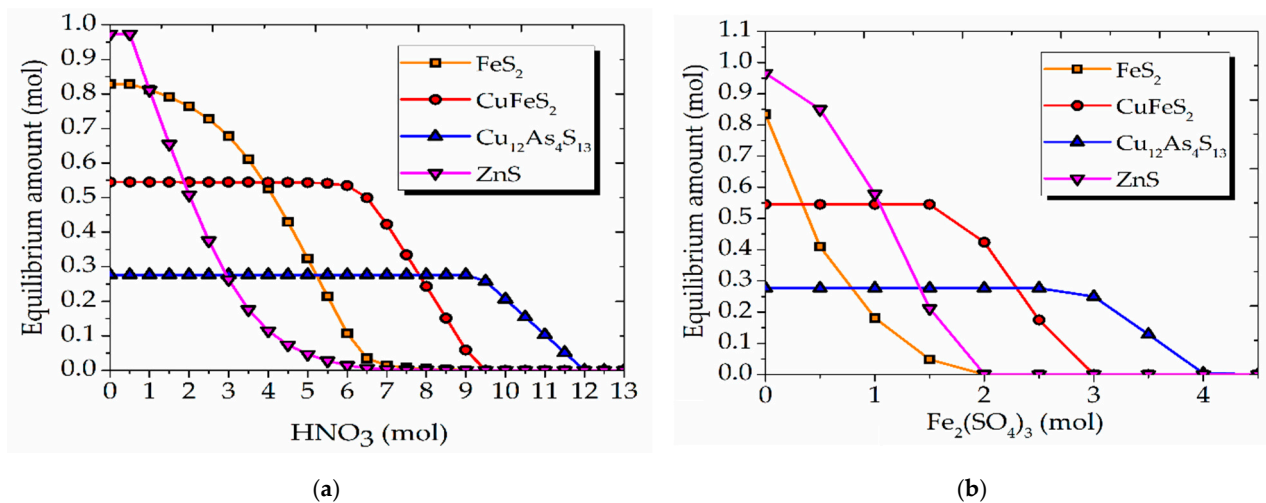 1.0
0.9
0.8
0.7
0.6
0.5
0.4
0.3
0.2
0.1
0.0
Equilibrium amount (mol)
FeS₂
CuFeS₂
Cu₁₂As₄S₁₃
ZnS
0 1 2 3 4 5 6 7 8 9 10 11 12 13
HNO₃ (mol)
(a)
1.1
1.0
0.9
0.8
0.7
0.6
0.5
0.4
0.3
0.2
0.1
0.0
Equilibrium amount (mol)
FeS₂
CuFeS₂
Cu₁₂As₄S₁₃
ZnS
0 1 2 3 4
Fe₂(SO₄)₃ (mol)
(b)